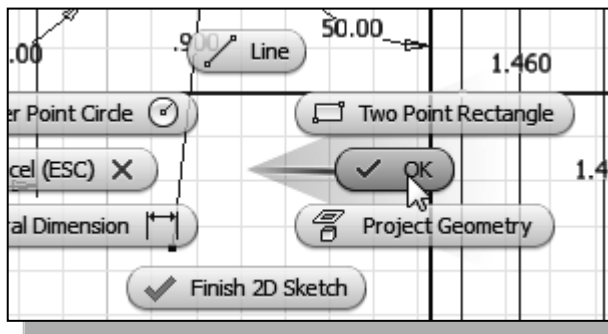 .00
.900
50.00
Line
1.460
er Point Circle
Two Point Rectangle
cel (ESC)
OK
1.4
ral Dimension
Project Geometry
Finish 2D Sketch